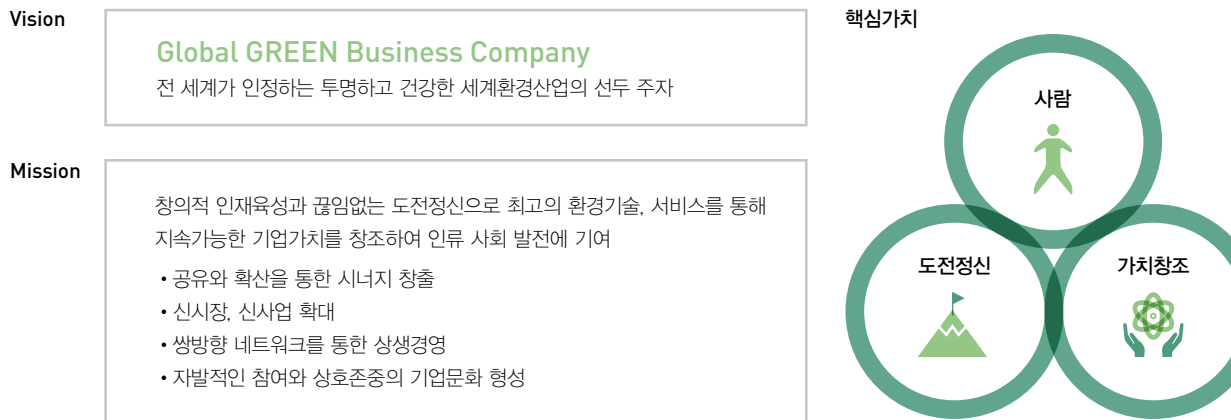 Vision
Global GREEN Business Company
전 세계가 인정하는 투명하고 건강한 세계환경산업의 선두 주자
Mission
창의적 인재육성과 끊임없는 도전정신으로 최고의 환경기술, 서비스를 통해
지속가능한 기업가치를 창조하여 인류 사회 발전에 기여
• 공유와 확산을 통한 시너지 창출
• 신시장, 신사업 확대
• 쌍방향 네트워크를 통한 상생경영
• 자발적인 참여와 상호존중의 기업문화 형성
핵심가치
사람
도전정신
가치창조